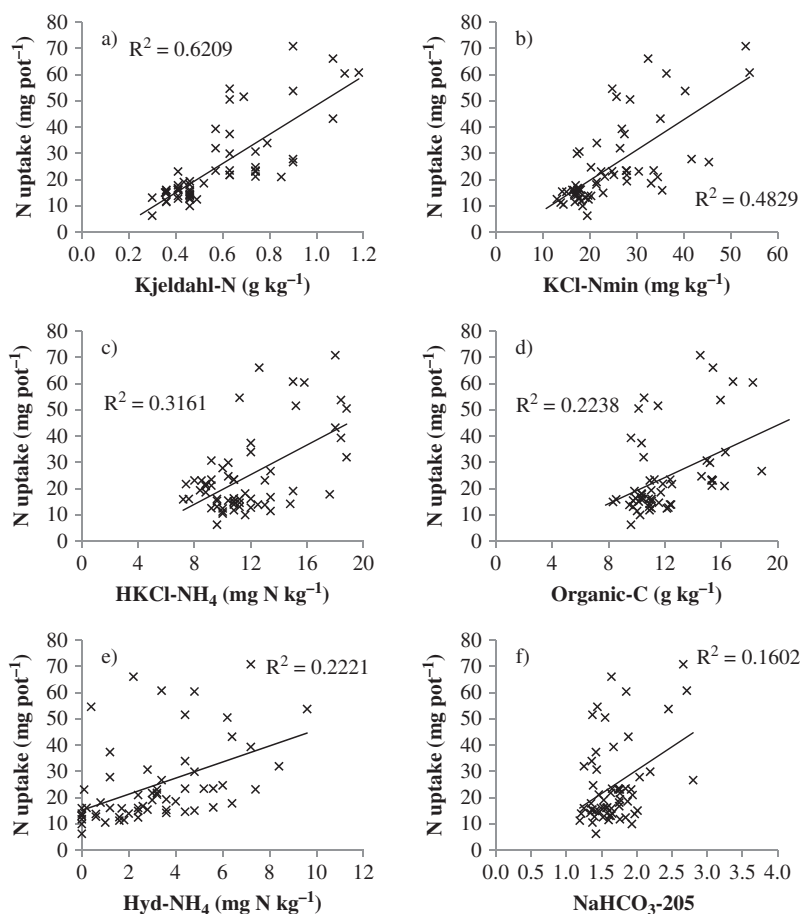 a)
R² = 0.6209
N uptake (mg pot⁻¹)
80
70
60
50
40
30
20
10
0
0.0 0.2 0.4 0.6 0.8 1.0 1.2
Kjeldahl-N (g kg⁻¹)
b)
R² = 0.4829
N uptake (mg pot⁻¹)
80
70
60
50
40
30
20
10
0
0 10 20 30 40 50 60
KCl-Nmin (mg kg⁻¹)
c)
R² = 0.3161
N uptake (mg pot⁻¹)
80
70
60
50
40
30
20
10
0
0 4 8 12 16 20
HKCl-NH₄ (mg N kg⁻¹)
d)
R² = 0.2238
N uptake (mg pot⁻¹)
80
70
60
50
40
30
20
10
0
0 4 8 12 16 20
Organic-C (g kg⁻¹)
e)
R² = 0.2221
N uptake (mg pot⁻¹)
80
70
60
50
40
30
20
10
0
0 2 4 6 8 10 12
Hyd-NH₄ (mg N kg⁻¹)
f)
R² = 0.1602
N uptake (mg pot⁻¹)
80
70
60
50
40
30
20
10
0
0.0 0.5 1.0 1.5 2.0 2.5 3.0 3.5 4.0
NaHCO₃-205